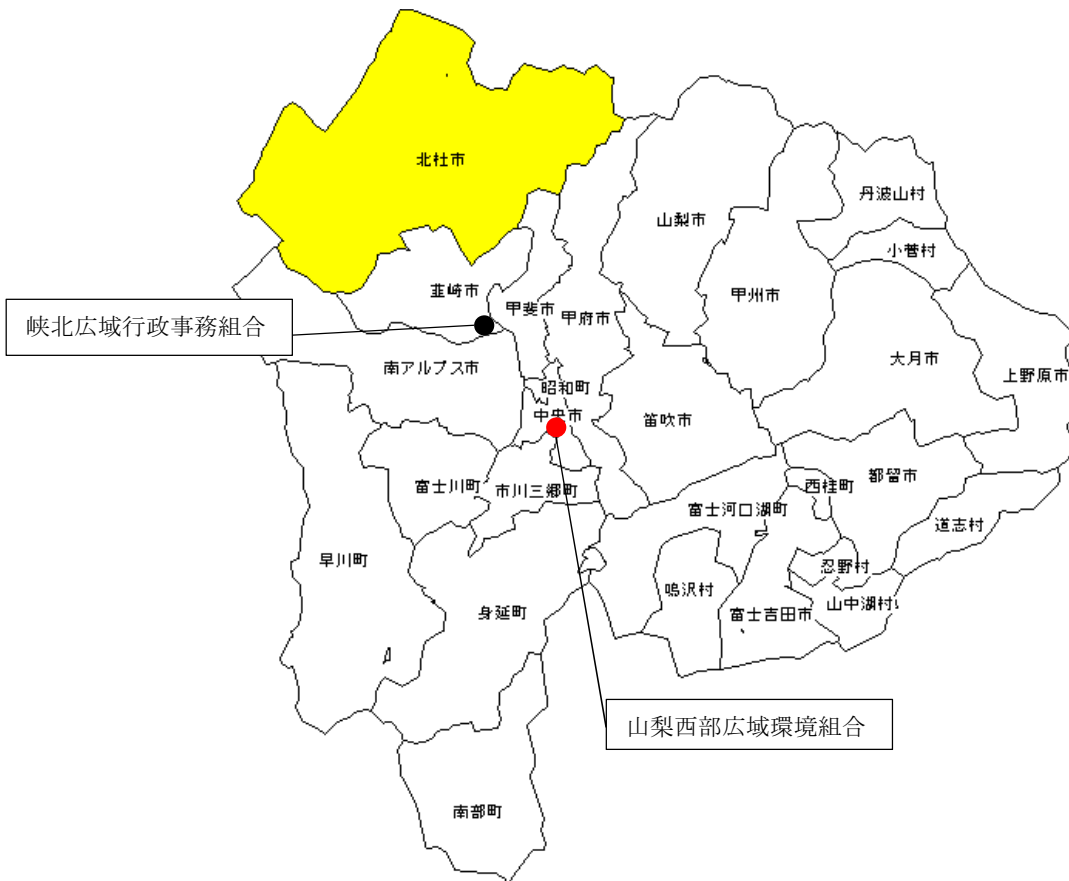 北杜市
丹波山村
山梨市
小菅村
韮崎市
甲斐市
甲府市
甲州市
峡北広域行政事務組合
南アルプス市
昭和町
大月市
上野原市
中央市
笛吹市
富士川町
市川三郷町
西桂町
都留市
富士河口湖町
道志村
早川町
忍野村
鳴沢村
山中湖村
身延町
富士吉田市
山梨西部広域環境組合
南部町